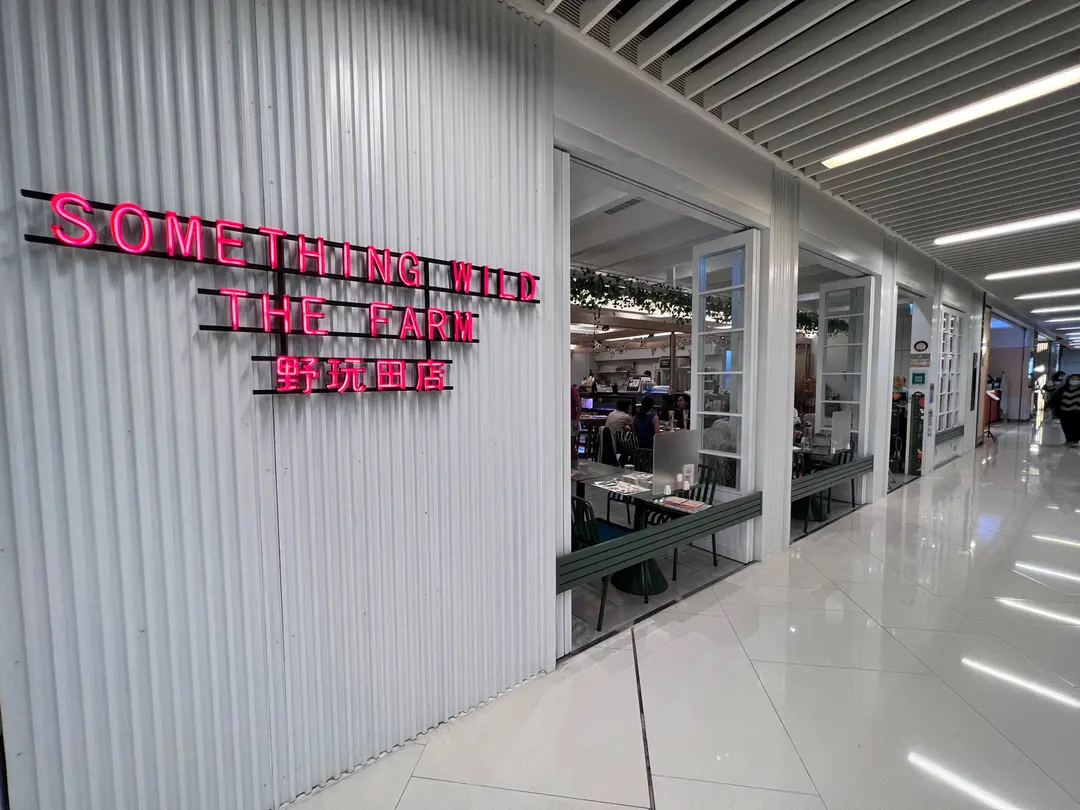 SOMETHING WILD
THE FARM
野玩田店